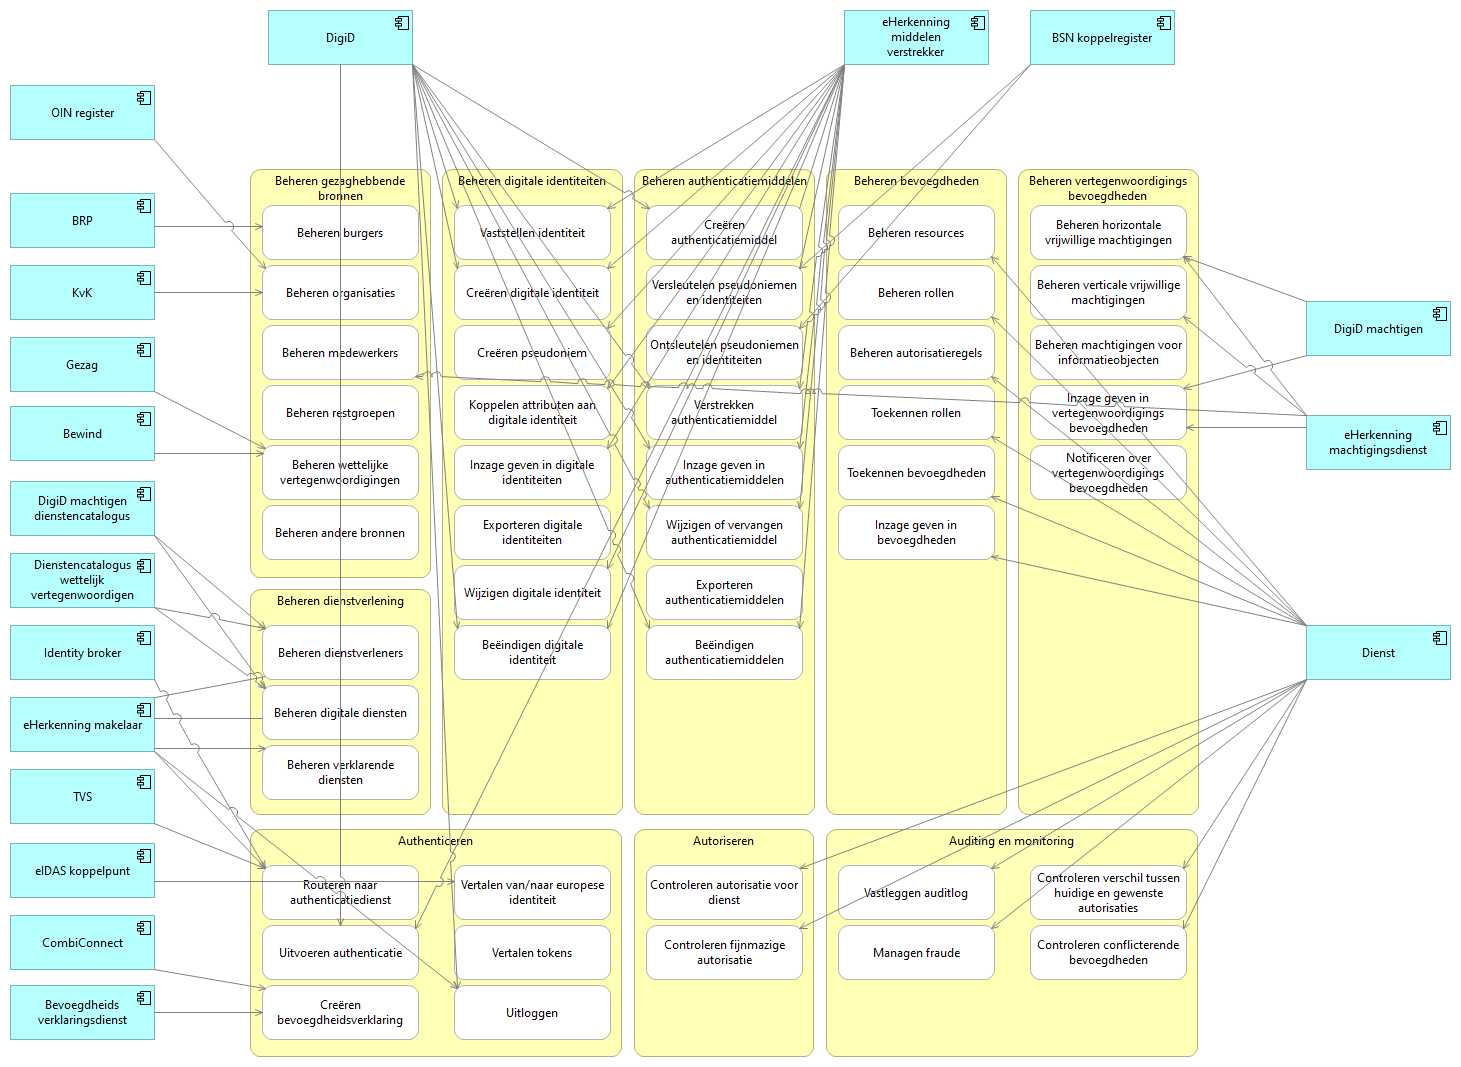 DigiD
eHerkenning
middelen
verstrekker
BSN koppelregister
OIN register
BRP
KvK
Gezag
Bewind
DigiD machtigen
dienstencatalogus
Dienstencatalogus
wettelijk
vertegenwoordigen
Identity broker
eHerkenning makelaar
TVS
eIDAS koppelpunt
CombiConnect
Bevoegdheids
verklaringsdienst
Beheren gezaghebbende
bronnen
Beheren burgers
Beheren organisaties
Beheren medewerkers
Beheren restgroepen
Beheren wettelijke
vertegenwoordigingen
Beheren andere bronnen
Beheren dienstverlening
Beheren dienstverleners
Beheren digitale diensten
Beheren verklarende
diensten
Beheren digitale identiteiten
Vaststellen identiteit
Creëren digitale identiteit
Creëren pseudoniem
Koppelen attributen aan
digitale identiteit
Inzage geven in digitale
identiteiten
Exporteren digitale
identiteiten
Wijzigen digitale identiteit
Beëindigen digitale
identiteit
Beheren authenticatiemiddelen
Creëren
authenticatiemiddel
Versleutelen pseudoniemen
en identiteiten
Ontsleutelen pseudoniemen
en identiteiten
Verstrekken
authenticatiemiddel
Inzage geven in
authenticatiemiddelen
Wijzigen of vervangen
authenticatiemiddel
Exporteren
authenticatiemiddelen
Beëindigen
authenticatiemiddelen
Beheren bevoegdheden
Beheren resources
Beheren rollen
Beheren autorisatieregels
Toekennen rollen
Toekennen bevoegdheden
Inzage geven in
bevoegdheden
Beheren vertegenwoordigings
bevoegdheden
Beheren horizontale
vrijwillige machtigingen
Beheren verticale vrijwillige
machtigingen
Beheren machtigingen voor
informatieobjecten
Inzage geven in
vertegenwoordigings
bevoegdheden
Notificeren over
vertegenwoordigings
bevoegdheden
DigiD machtigen
eHerkenning
machtigingsdienst
Dienst
Authenticeren
Routeren naar
authenticatiedienst
Uitvoeren authenticatie
Creëren
bevoegdheidsverklaring
Vertalen van/naar europese
identiteit
Vertalen tokens
Uitloggen
Autoriseren
Controleren autorisatie voor
dienst
Controleren fijnmazige
autorisatie
Auditing en monitoring
Vastleggen auditlog
Managen fraude
Controleren verschil tussen
huidige en gewenste
autorisaties
Controleren conflicterende
bevoegdheden